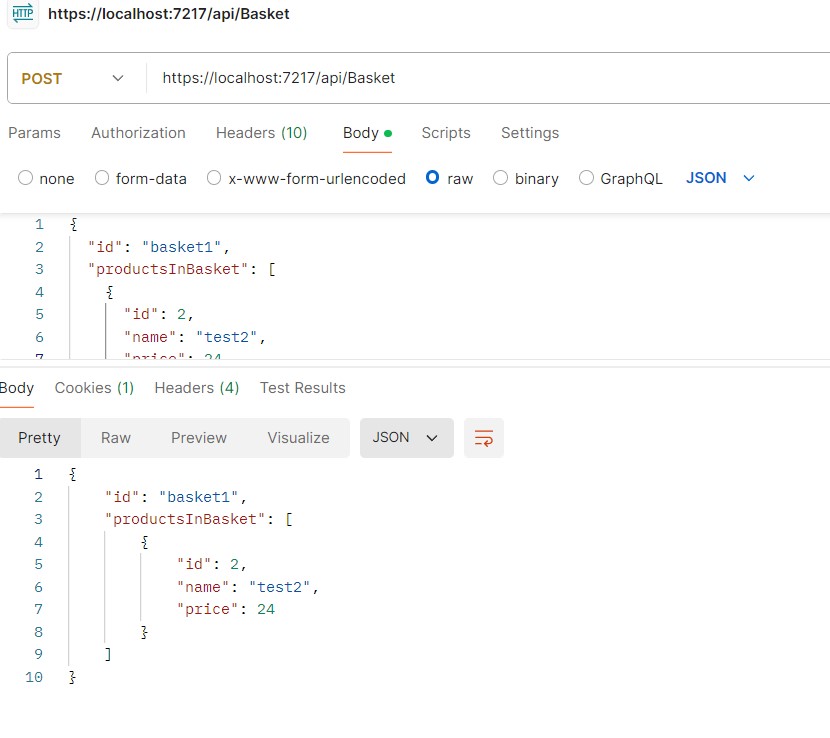 HTTP https://localhost:7217/api/Basket
POST https://localhost:7217/api/Basket
Params Authorization Headers (10) Body Scripts Settings
none form-data x-www-form-urlencoded raw binary GraphQL JSON
1 {
2 "id": "basket1",
3 "productsInBasket": [
4 {
5 "id": 2,
6 "name": "test2",
7 "price": 24
Body Cookies (1) Headers (4) Test Results
Pretty Raw Preview Visualize JSON
1 {
2 "id": "basket1",
3 "productsInBasket": [
4 {
5 "id": 2,
6 "name": "test2",
7 "price": 24
8 }
9 ]
10 }